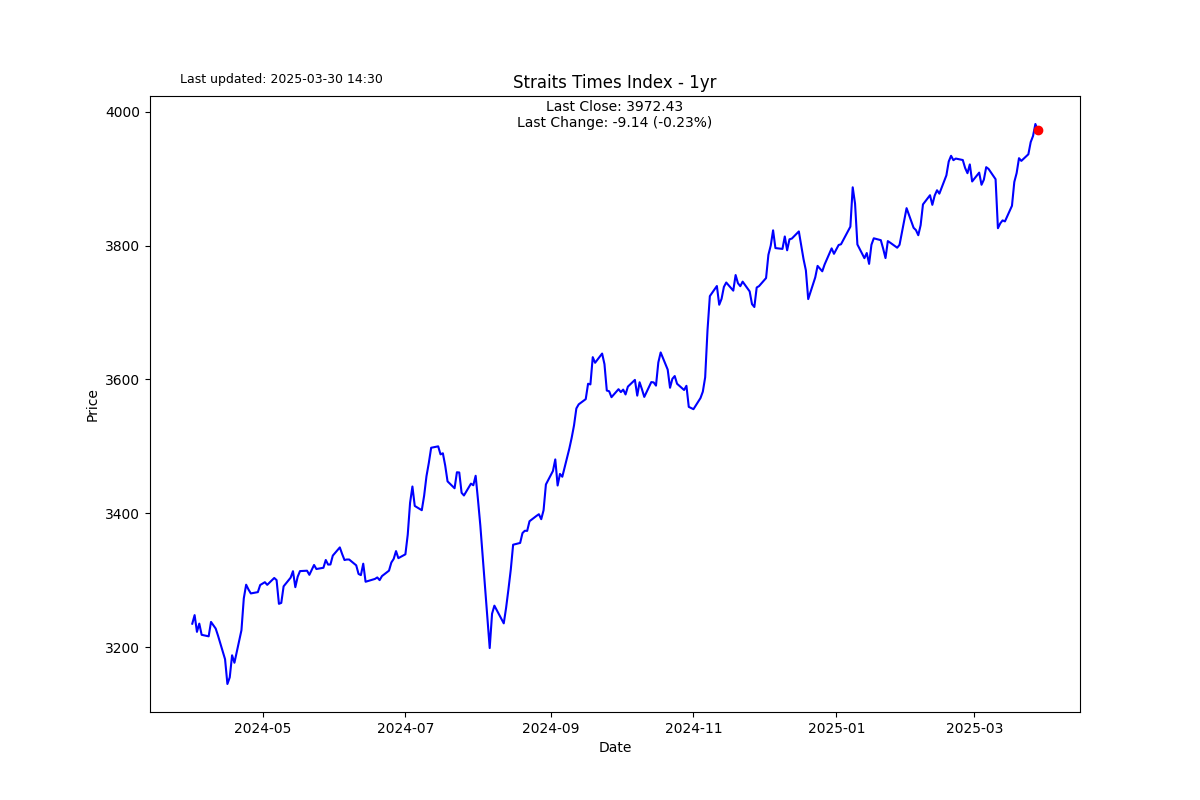 Last updated: 2025-03-30 14:30
Straits Times Index - 1yr
Last Close: 3972.43
Last Change: -9.14 (-0.23%)
4000
3800
3600
3400
3200
Price
2024-05
2024-07
2024-09
2024-11
2025-01
2025-03
Date